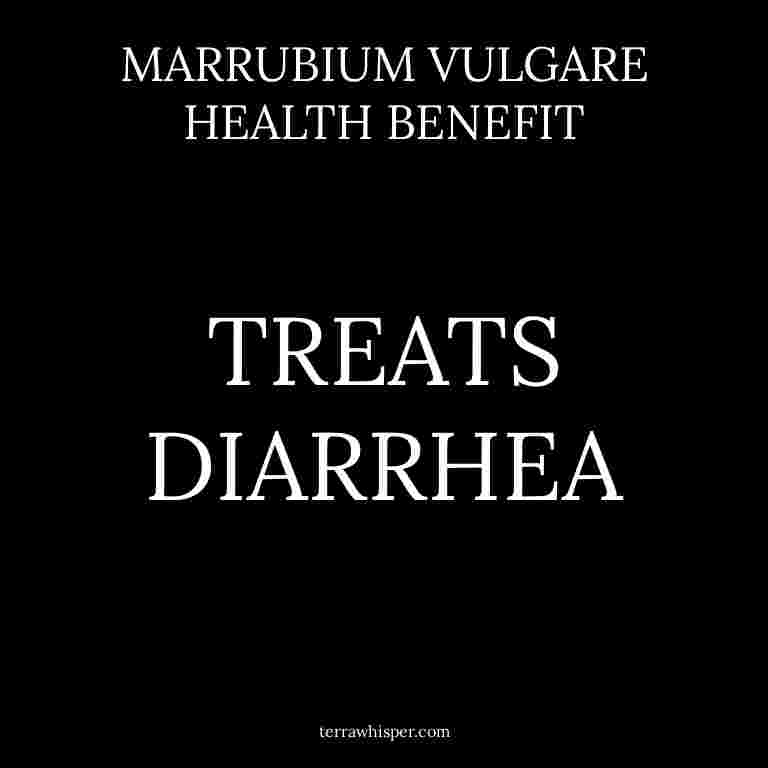 MARRUBIUM VULGARE
HEALTH BENEFIT
TREATS
DIARRHEA
terrawhisper.com